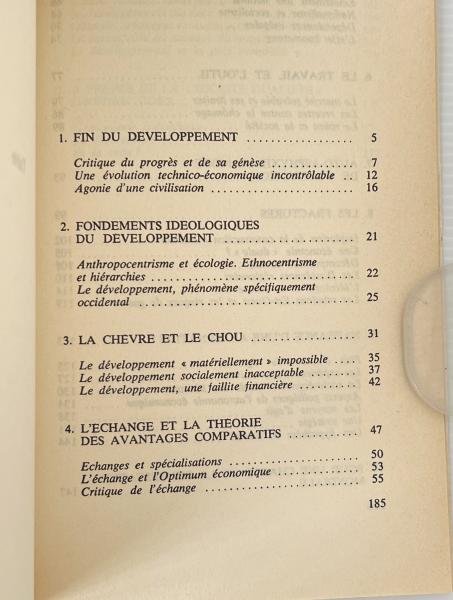 1. FIN DU DEVELOPPEMENT .................. 5
Critique du progrès et de sa génèse ............... 7
Une évolution technico-économique incontrôlable .. 12
Agonie d'une civilisation ......................... 16
2. FONDEMENTS IDEOLOGIQUES
DU DEVELOPPEMENT ..................... 21
Anthropocentrisme et écologie. Ethnocentrisme
et hiérarchies ................................. 22
Le développement, phénomène spécifiquement
occidental .................................... 25
3. LA CHEVRE ET LE CHOU .................. 31
Le développement « matériellement » impossible .... 35
Le développement socialement inacceptable ........ 37
Le développement, une faillite financière ........... 42
4. L'ECHANGE ET LA THEORIE
DES AVANTAGES COMPARATIFS ........... 47
Echanges et spécialisations ...................... 50
L'échange et l'Optimum économique .............. 53
Critique de l'échange ........................... 55
185